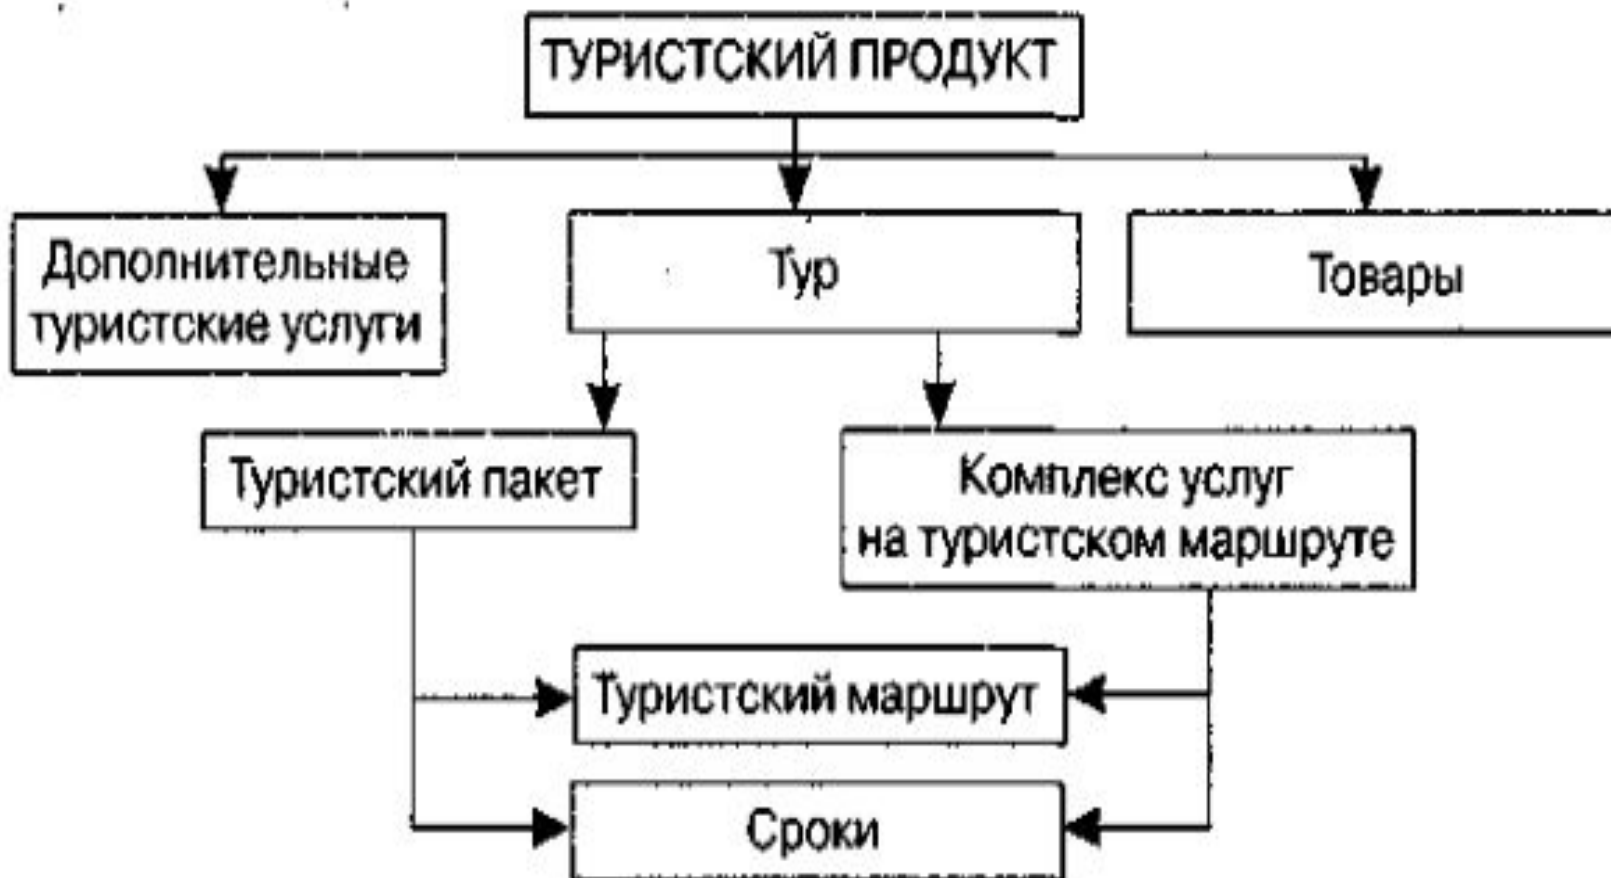 ТУРИСТСКИЙ ПРОДУКТ
Дополнительные
туристские услуги
Тур
Товары
Туристский пакет
Комплекс услуг
на туристском маршруте
Туристский маршрут
Сроки